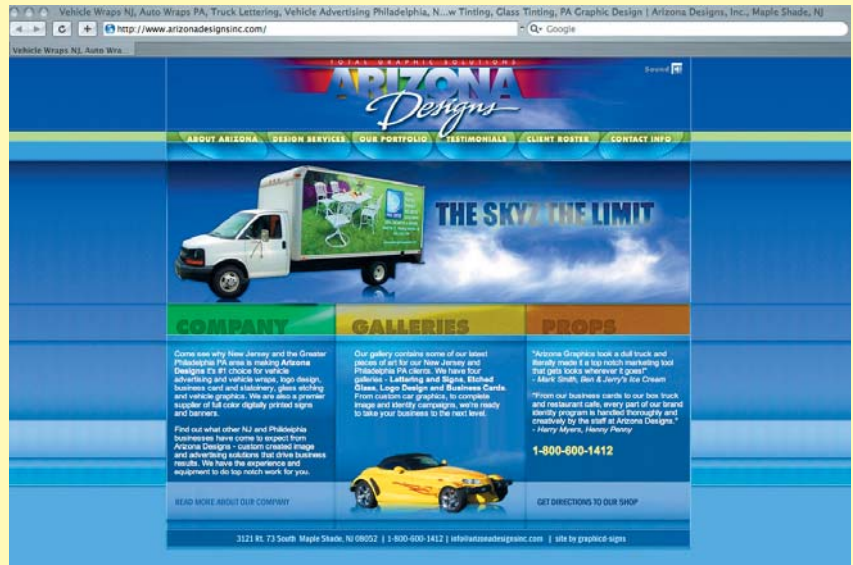 Vehicle Wraps NJ, Auto Wraps PA, Truck Lettering, Vehicle Advertising Philadelphia, N...w Tinting, Glass Tinting, PA Graphic Design | Arizona Designs, Inc., Maple Shade, NJ
http://www.arizonadesignsinc.com/
Google
Vehicle Wraps NJ, Auto Wra...
TOTAL GRAPHIC SOLUTIONS
Sound
ARIZONA
Designs
ABOUT ARIZONA
DESIGN SERVICES
OUR PORTFOLIO
TESTIMONIALS
CLIENT ROSTER
CONTACT INFO
THE SKYZ THE LIMIT
COMPANY
Come see why New Jersey and the Greater
Philadelphia PA area is making Arizona
Designs it's #1 choice for vehicle
advertising and vehicle wraps, logo design,
business card and stationery, glass etching
and vehicle graphics. We are also a premier
supplier of full color digitally printed signs
and banners.
Find out what other NJ and Philidelphia
businesses have come to expect from
Arizona Designs - custom created image
and advertising solutions that drive business
results. We have the experience and
equipment to do top notch work for you.
READ MORE ABOUT OUR COMPANY
GALLERIES
Our gallery contains some of our latest
pieces of art for our New Jersey and
Philadelphia PA clients. We have four
galleries - Lettering and Signs, Etched
Glass, Logo Design and Business Cards.
From custom car graphics, to complete
image and identity campaigns, we're ready
to take your business to the next level.
PROPS
"Arizona Graphics took a dull truck and
literally made it a top notch marketing tool
that gets looks wherever it goes!"
- Mark Smith, Ben & Jerry's Ice Cream
"From our business cards to our box truck
and restaurant cafe, every part of our brand
identity program is handled thoroughly and
creatively by the staff at Arizona Designs."
- Harry Myers, Henny Penny
1-800-600-1412
GET DIRECTIONS TO OUR SHOP
3121 Rt. 73 South Maple Shade, NJ 08052 | 1-800-600-1412 | info@arizonadesignsinc.com | site by graphicd-signs